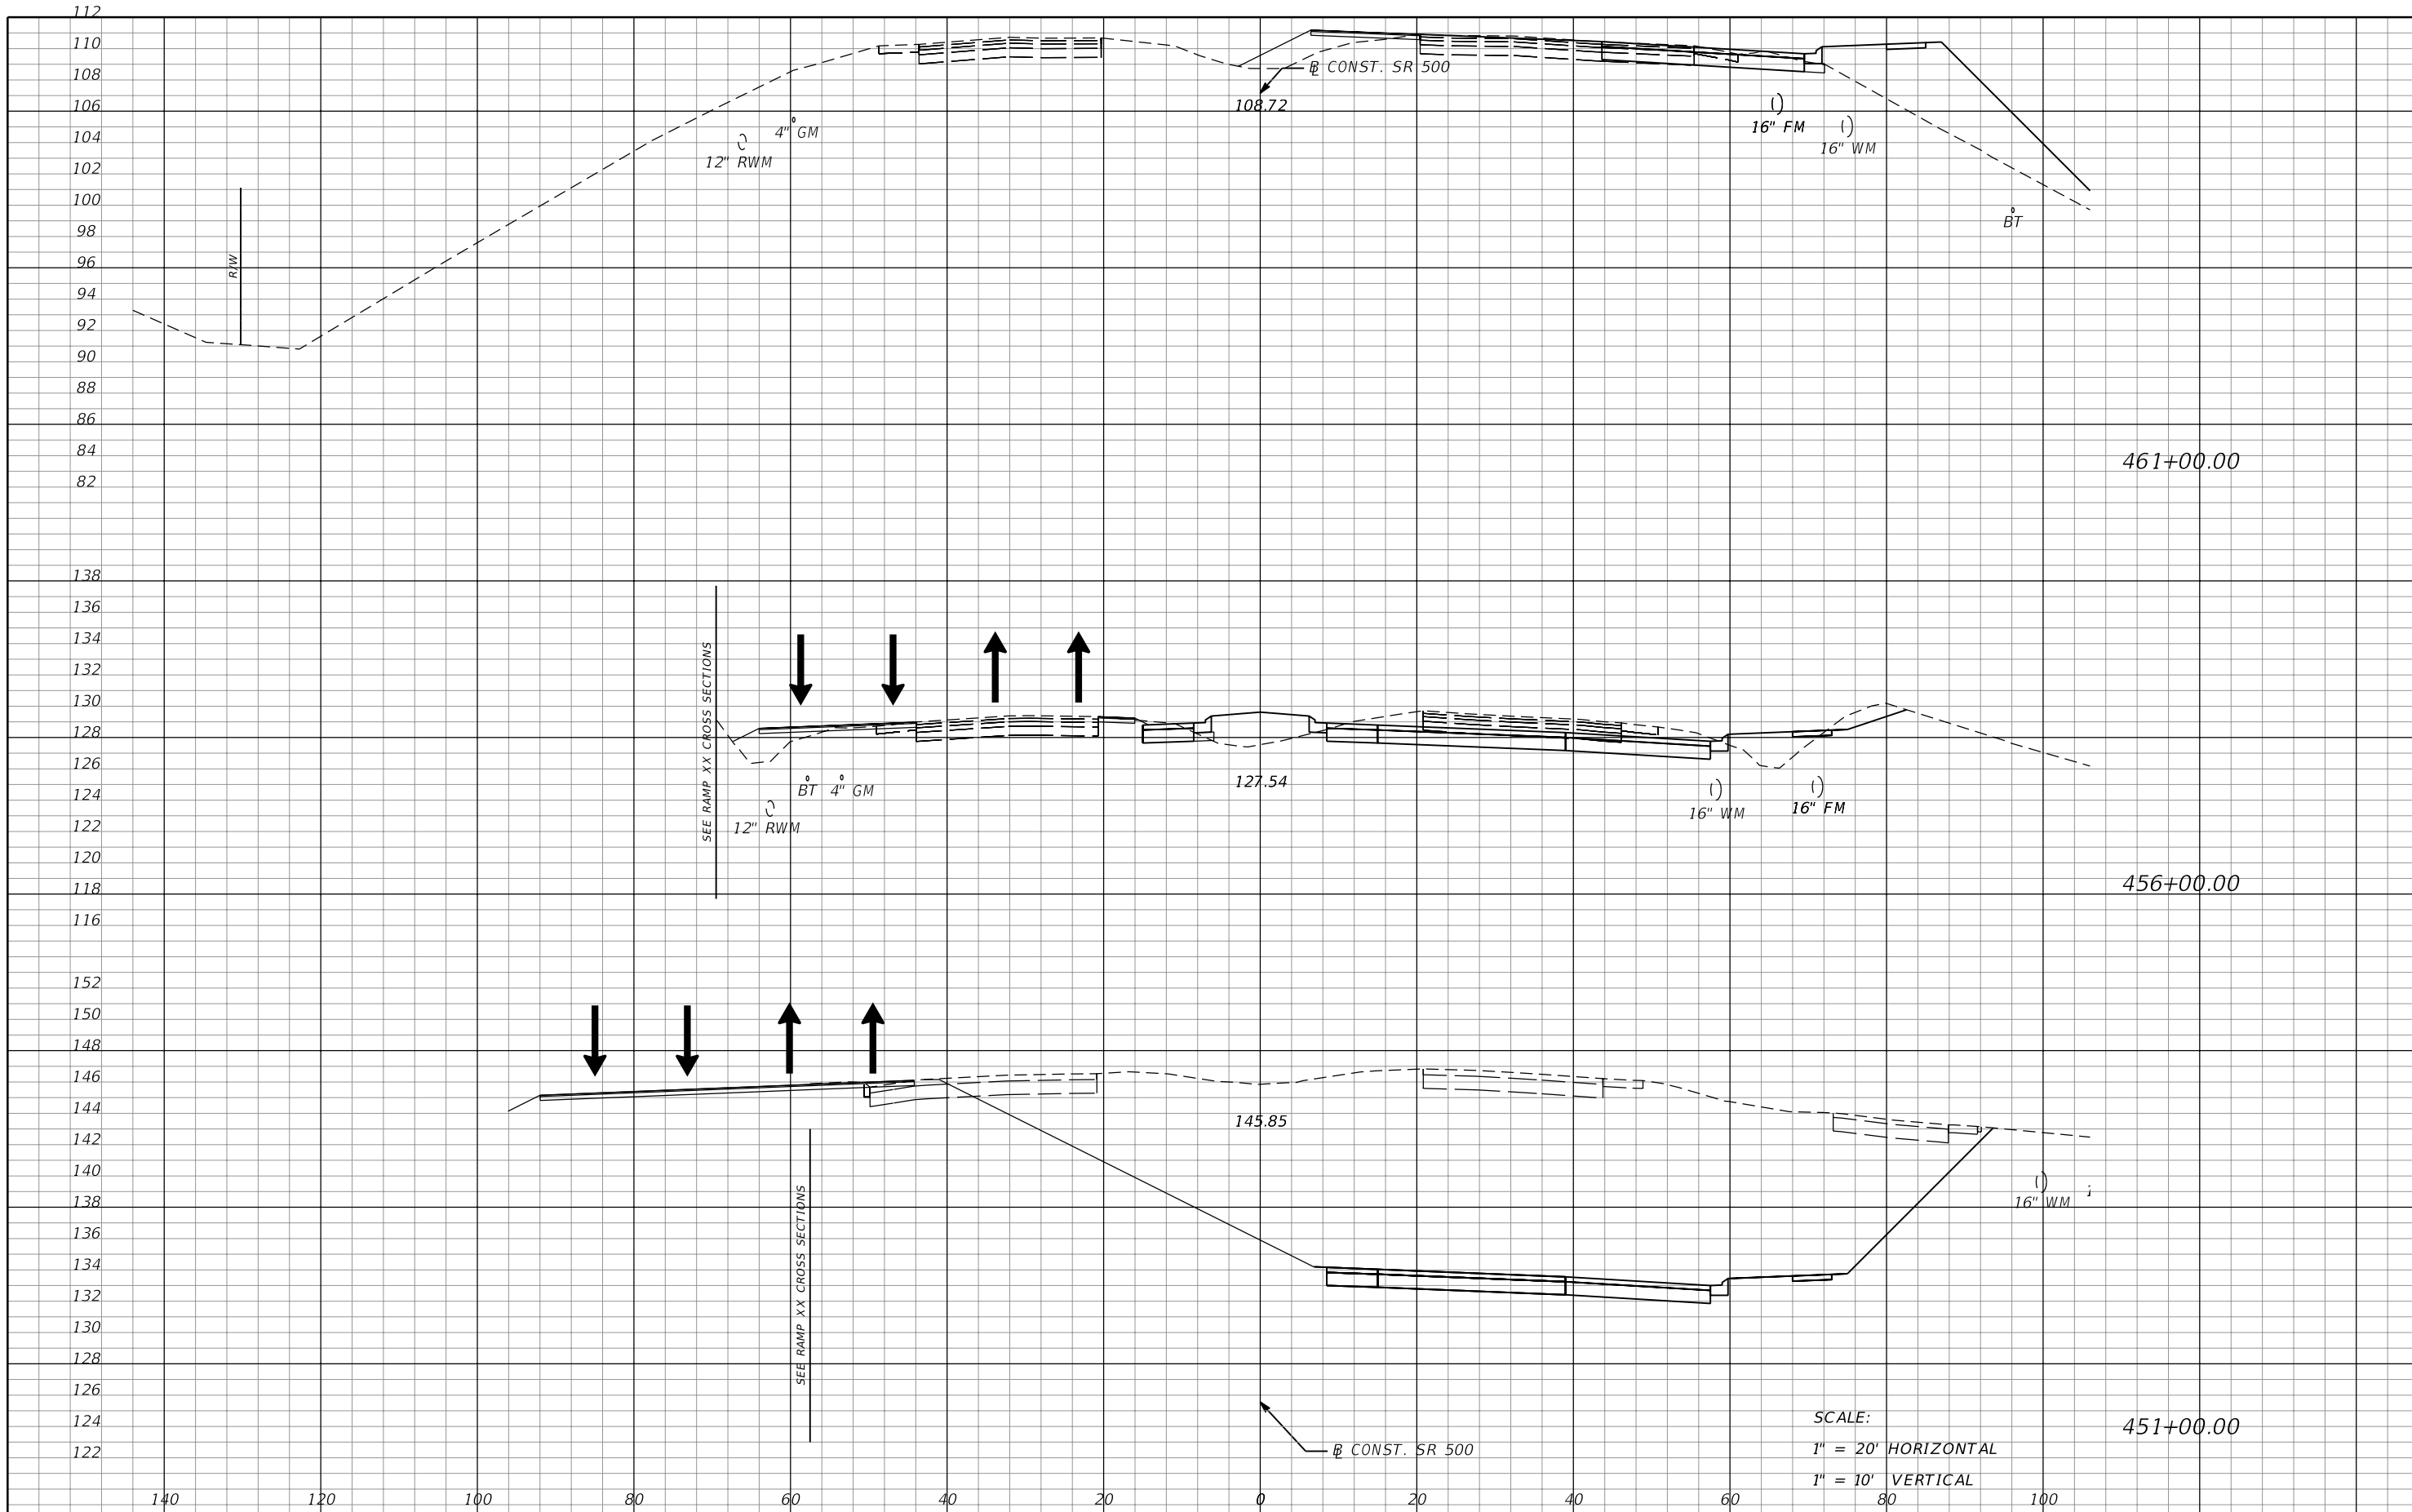 112
110
108
106
104
102
100
98
96
94
92
90
88
86
84
82
R/W
12" RWM
4" GM
BL CONST. SR 500
108.72
16" FM
16" WM
BT
461+00.00
138
136
134
132
130
128
126
124
122
120
118
116
SEE RAMP XX CROSS SECTIONS
12" RWM
BT
4" GM
127.54
16" WM
16" FM
456+00.00
152
150
148
146
144
142
140
138
136
134
132
130
128
126
124
122
SEE RAMP XX CROSS SECTIONS
145.85
16" WM
BL CONST. SR 500
SCALE:
1" = 20' HORIZONTAL
1" = 10' VERTICAL
451+00.00
140 120 100 80 60 40 20 0 20 40 60 80 100